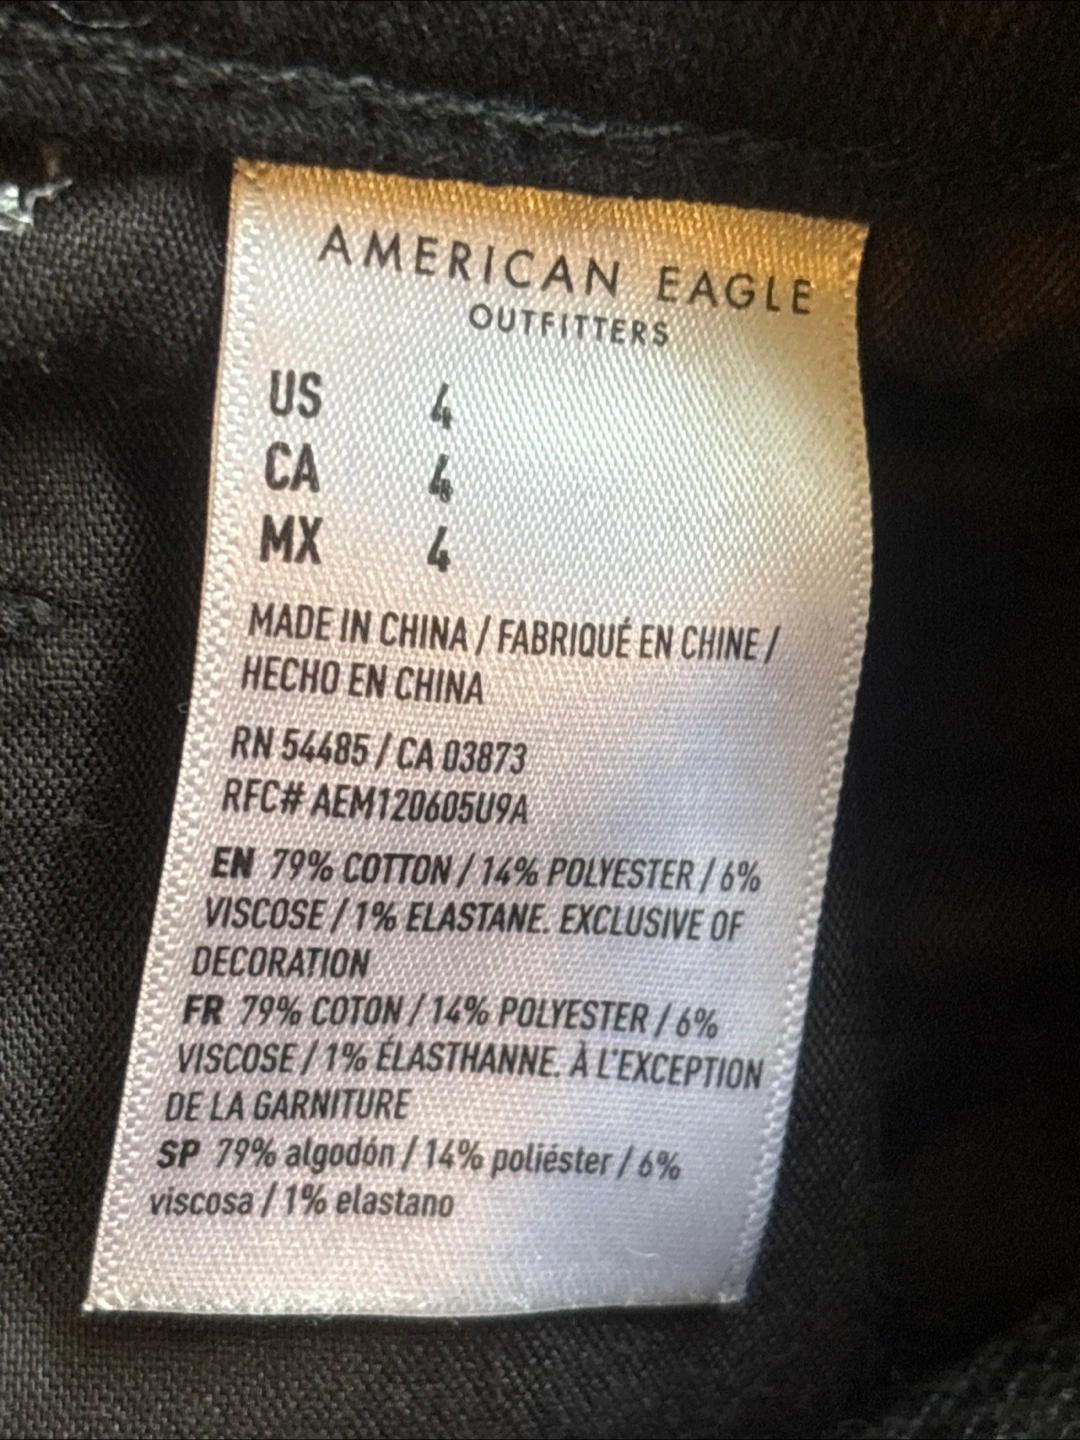 AMERICAN EAGLE
OUTFITTERS
US 4
CA 4
MX 4
MADE IN CHINA / FABRIQUÉ EN CHINE /
HECHO EN CHINA
RN 54485 / CA 03873
RFC# AEM120605U9A
EN 79% COTTON / 14% POLYESTER / 6%
VISCOSE / 1% ELASTANE. EXCLUSIVE OF
DECORATION
FR 79% COTON / 14% POLYESTER / 6%
VISCOSE / 1% ÉLASTHANNE. À L'EXCEPTION
DE LA GARNITURE
SP 79% algodón / 14% poliéster / 6%
viscosa / 1% elastano